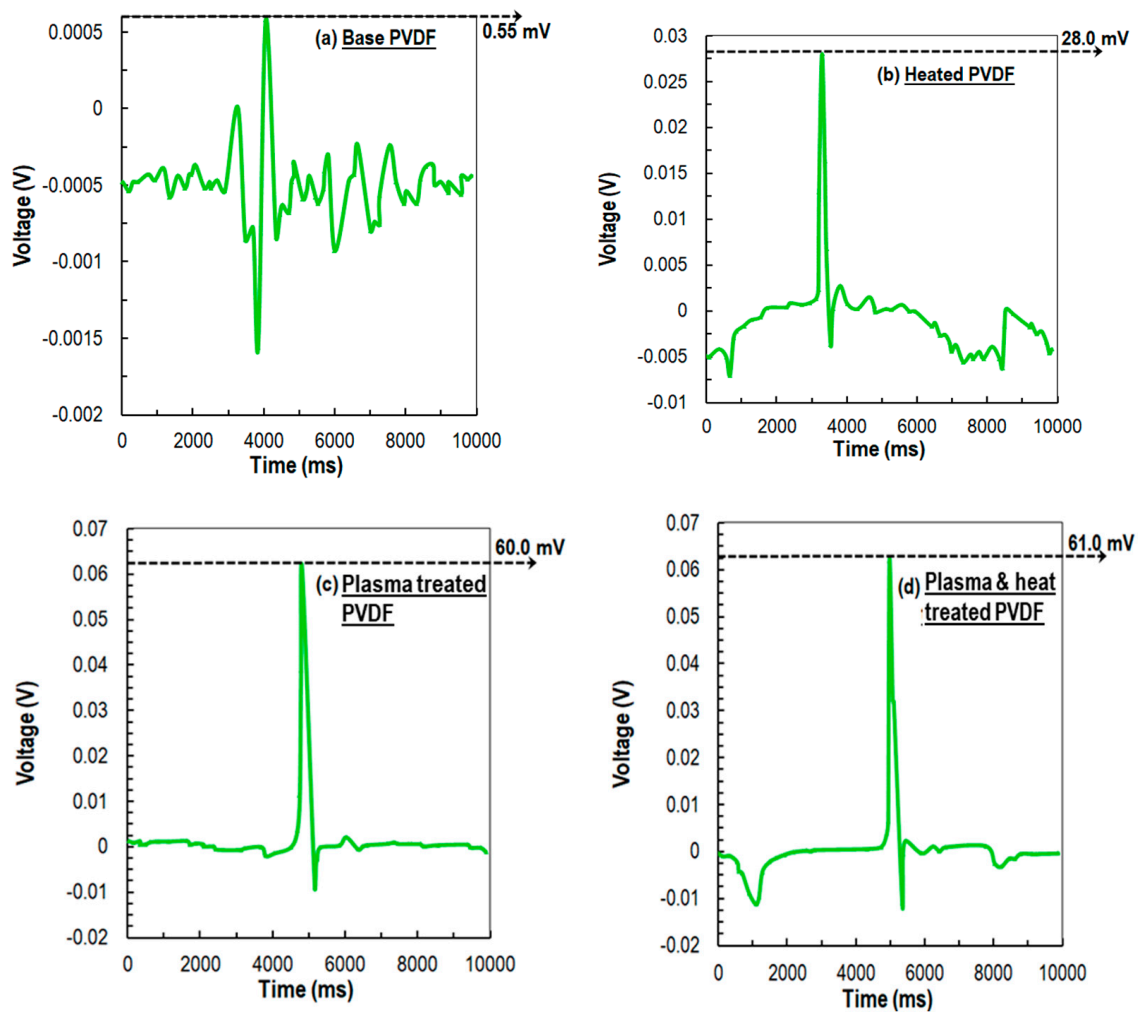 0.0005
0
-0.0005
-0.001
-0.0015
-0.002
Voltage (V)
0 2000 4000 6000 8000 10000
Time (ms)
(a) Base PVDF
0.55 mV
0.03
0.025
0.02
0.015
0.01
0.005
0
-0.005
-0.01
Voltage (V)
0 2000 4000 6000 8000 10000
Time (ms)
(b) Heated PVDF
28.0 mV
0.07
0.06
0.05
0.04
0.03
0.02
0.01
0
-0.01
-0.02
Voltage (V)
0 2000 4000 6000 8000 10000
Time (ms)
(c) Plasma treated
PVDF
60.0 mV
0.07
0.06
0.05
0.04
0.03
0.02
0.01
0
-0.01
-0.02
Voltage (V)
0 2000 4000 6000 8000 10000
Time (ms)
(d) Plasma & heat
treated PVDF
61.0 mV